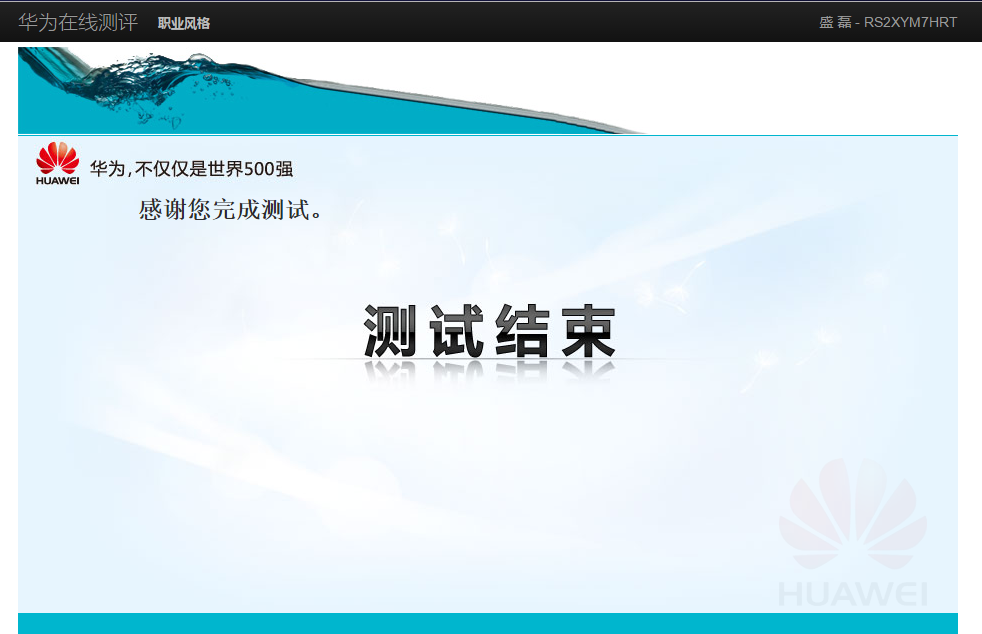 华为在线测评 职业风格 盛 磊 - RS2XYM7HRT
HUAWEI 华为,不仅仅是世界500强
感谢您完成测试。
测试结束
HUAWEI